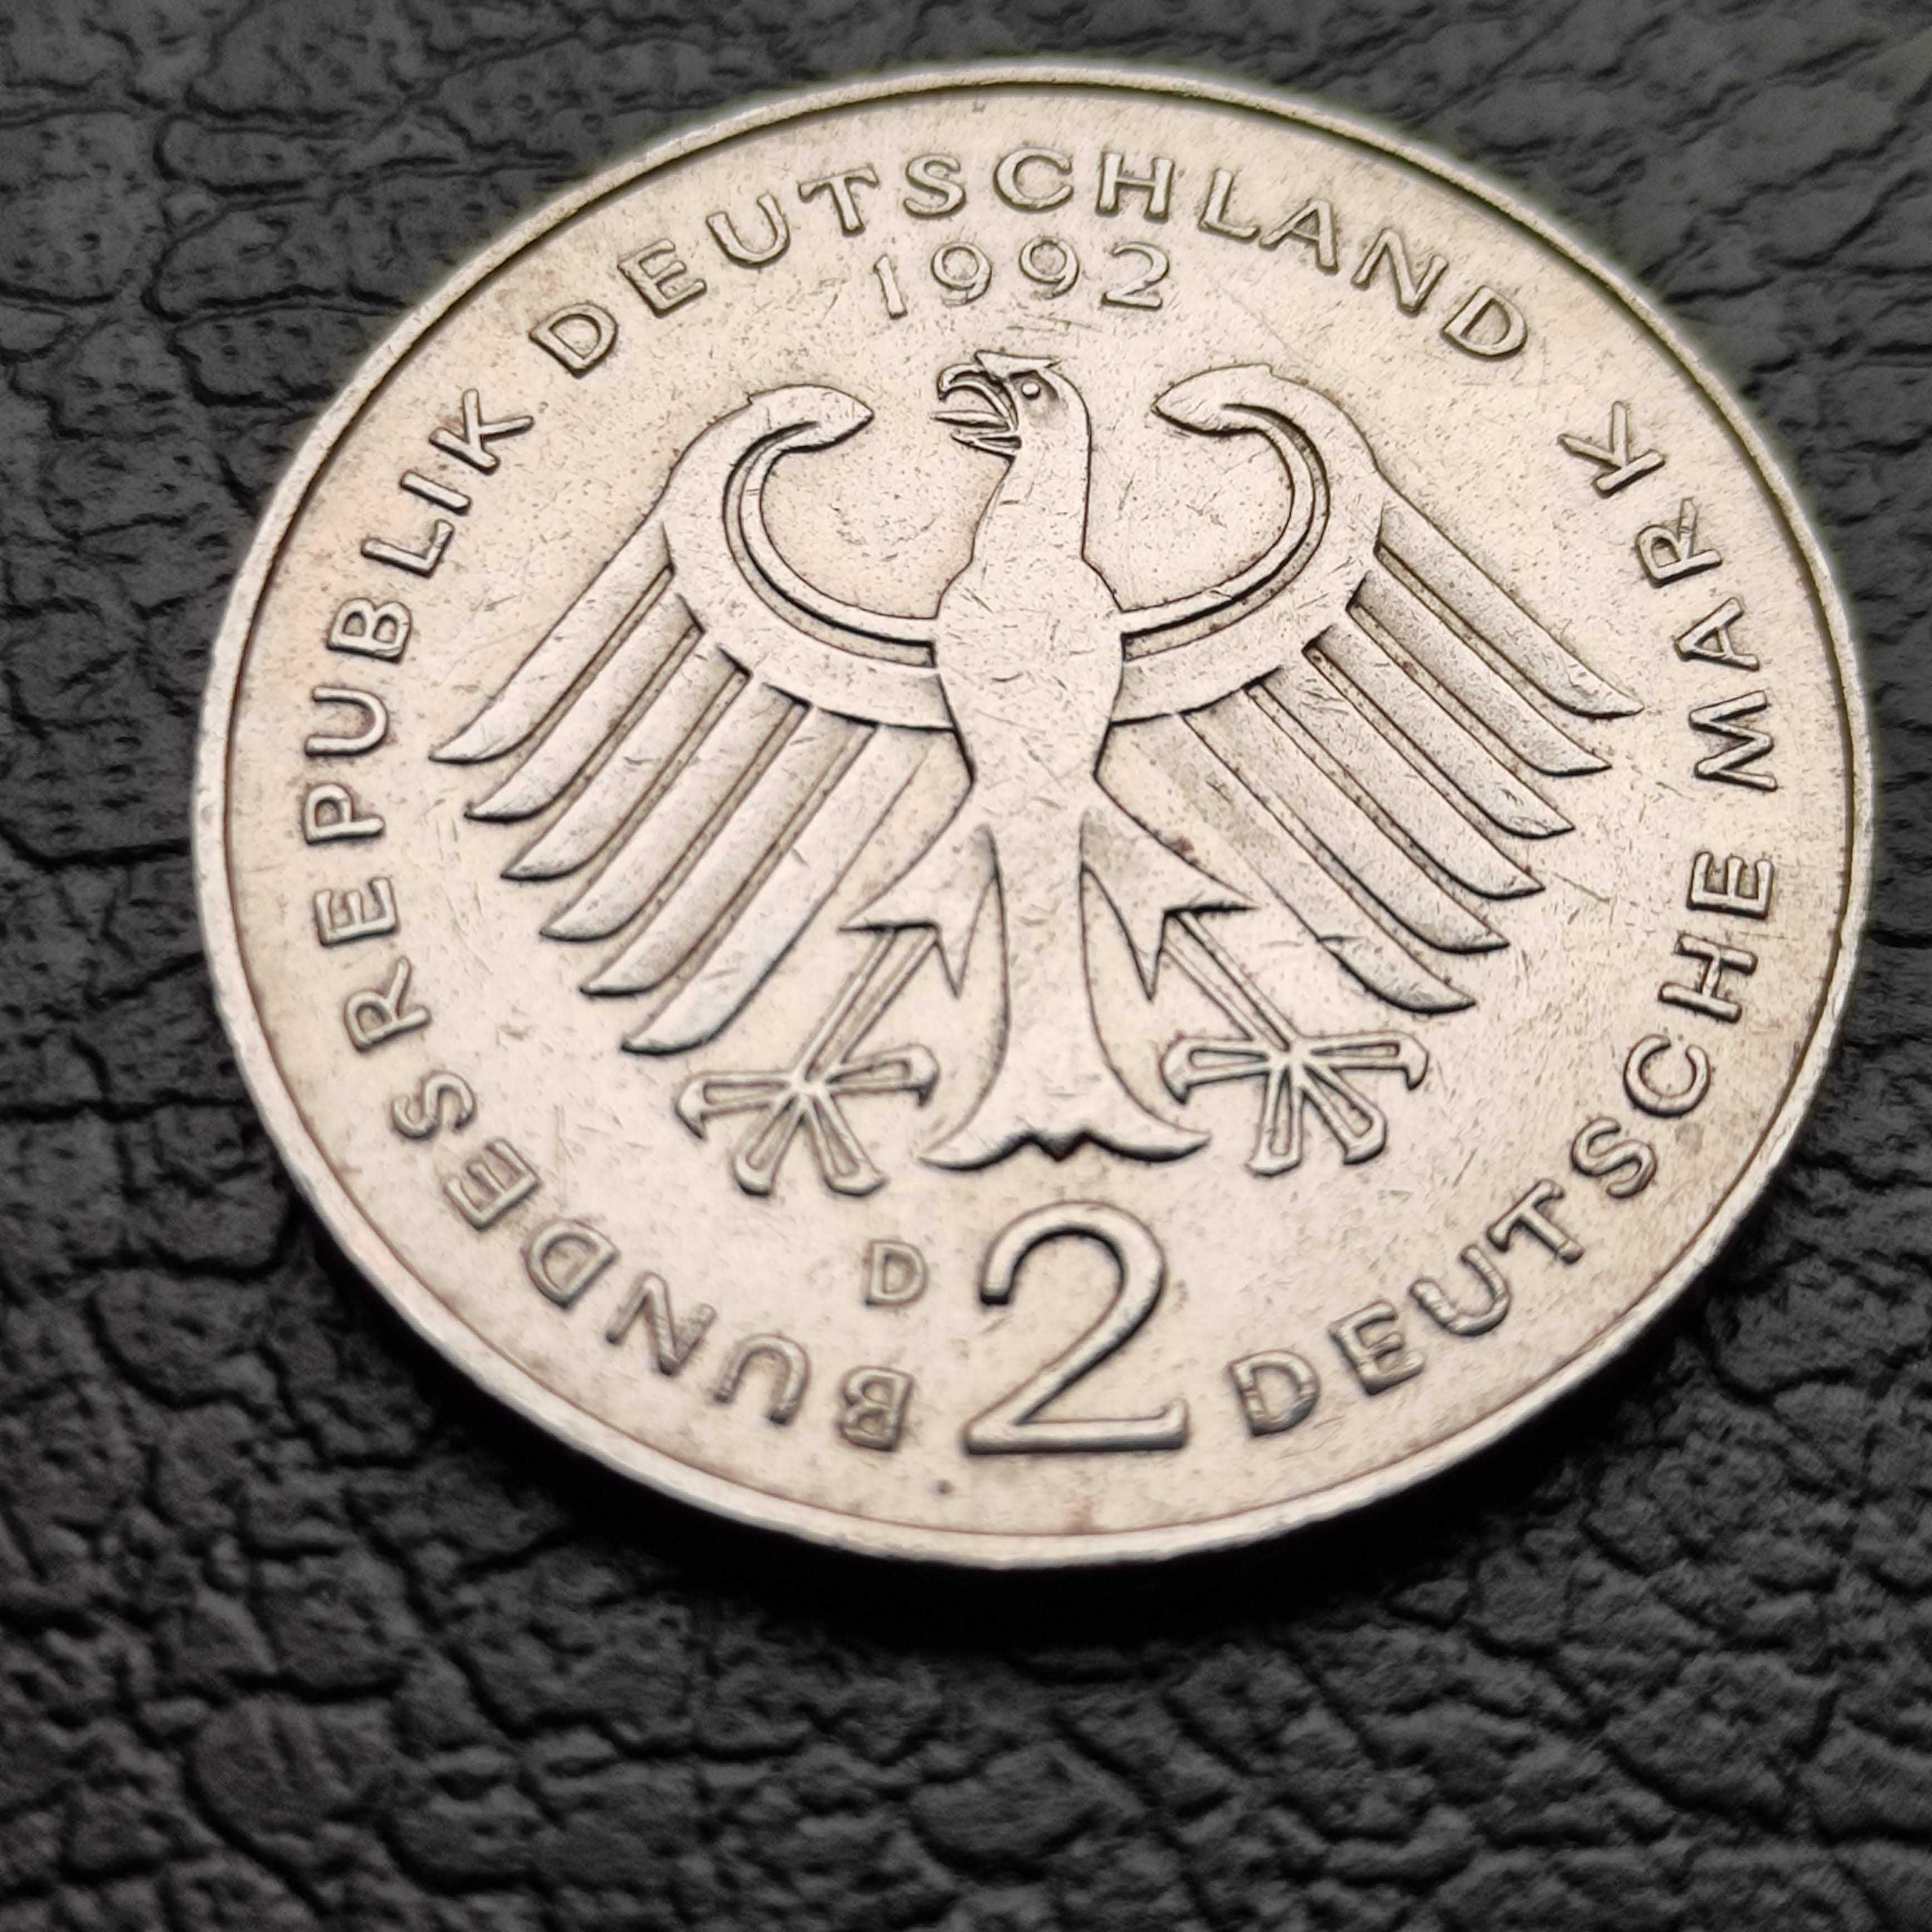 BUNDESREPUBLIK DEUTSCHLAND
1992
D
2
DEUTSCHE MARK